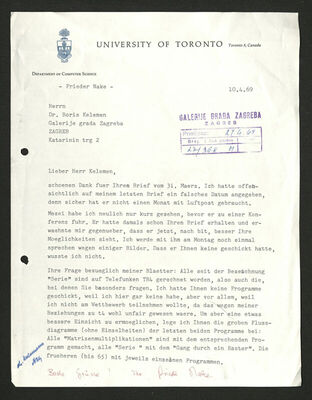 UNIVERSITY OF TORONTO Toronto 5, Canada
DEPARTMENT OF COMPUTER SCIENCE
- Frieder Nake -
10.4.69
Herrn
Dr. Boris Kelemen
Galerije grada Zagreba
ZAGREB
Katarinin trg 2
GALERIJE GRADA ZAGREBA
ZAGREB
Lieber Herr Kelemen,
schoenen Dank fuer Ihren Brief vom 31. Maerz. Ich hatte offen-
sichtlich auf meinem letzten Brief ein falsches Datum angegeben,
denn sicher hat er nicht einen Monat mit Luftpost gebraucht.
Mezei habe ich neulich nur kurz gesehen, bevor er zu einer Kon-
ferenz fuhr. Er hatte damals schon Ihren Brief erhalten und er-
waehnte mir gegenueber, dass er jetzt, nach bit, besser Ihre
Moeglichkeiten sieht. Ich werde mit ihm am Montag noch einmal
sprechen wegen einiger Bilder. Dass er Ihnen keine geschickt hatte,
wusste ich nicht.
Ihre Frage bezueglich meiner Blaetter: Alle seit der Bezeichnung
"Serie" sind auf Telefunken TR4 gerechnet worden, also auch die,
bei denen Sie besonders fragen. Ich hatte Ihnen keine Programme
geschickt, weil ich hier gar keine habe, aber vor allem, weil
ich nicht am Wettbewerb teilnehmen wollte, da das wegen meiner
Beziehungen zu t4 wohl unfair gewesen waere. Um aber eine etwas
bessere Einsicht zu ermoeglichen, lege ich Ihnen die groben Fluss-
diagramme (ohne Einzelheiten) der letzten beiden Programme bei:
Alle "Matrizenmultiplikationen" sind mit dem entsprechenden Pro-
gramm gemacht, alle "Serie " mit dem "Gang durch ein Raster". Die
frueheren (bis 65) mit jeweils einzelnen Programmen.
Beste Grüsse! Ihr Frieder Nake